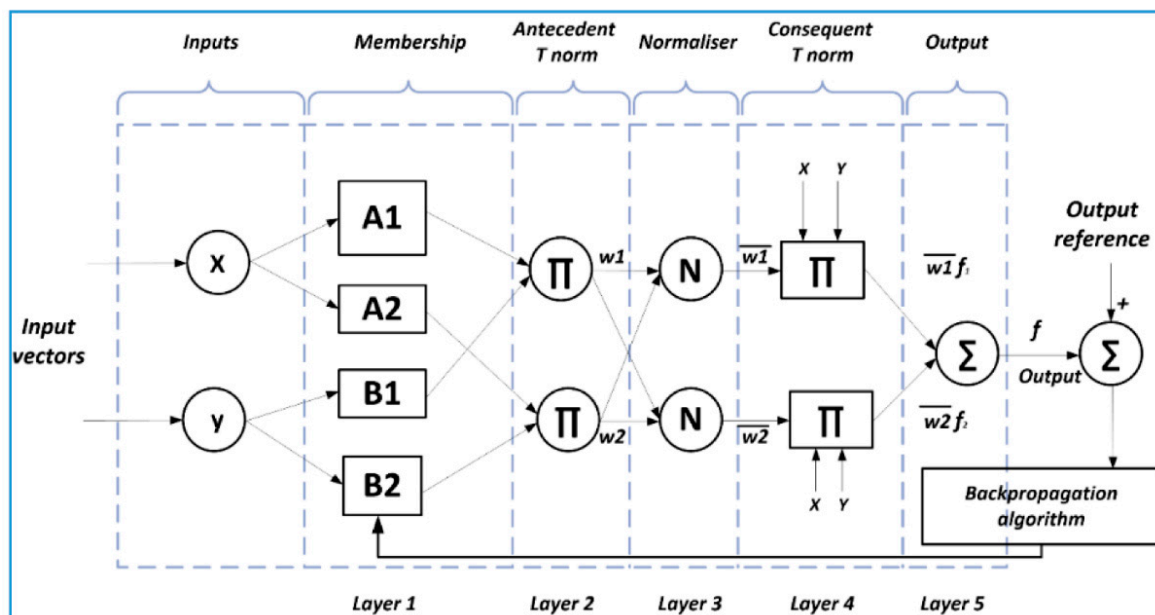 Inputs
Membership
Antecedent
T norm
Normaliser
Consequent
T norm
Output
X Y
A1
Output
reference
x
∏
w1
N
w1
∏
w1 f₁
A2
+
Input
vectors
f
Σ
Output
Σ
B1
y
∏
w2
N
w2
∏
w2 f₂
B2
X Y
Backpropagation
algorithm
Layer 1
Layer 2
Layer 3
Layer 4
Layer 5